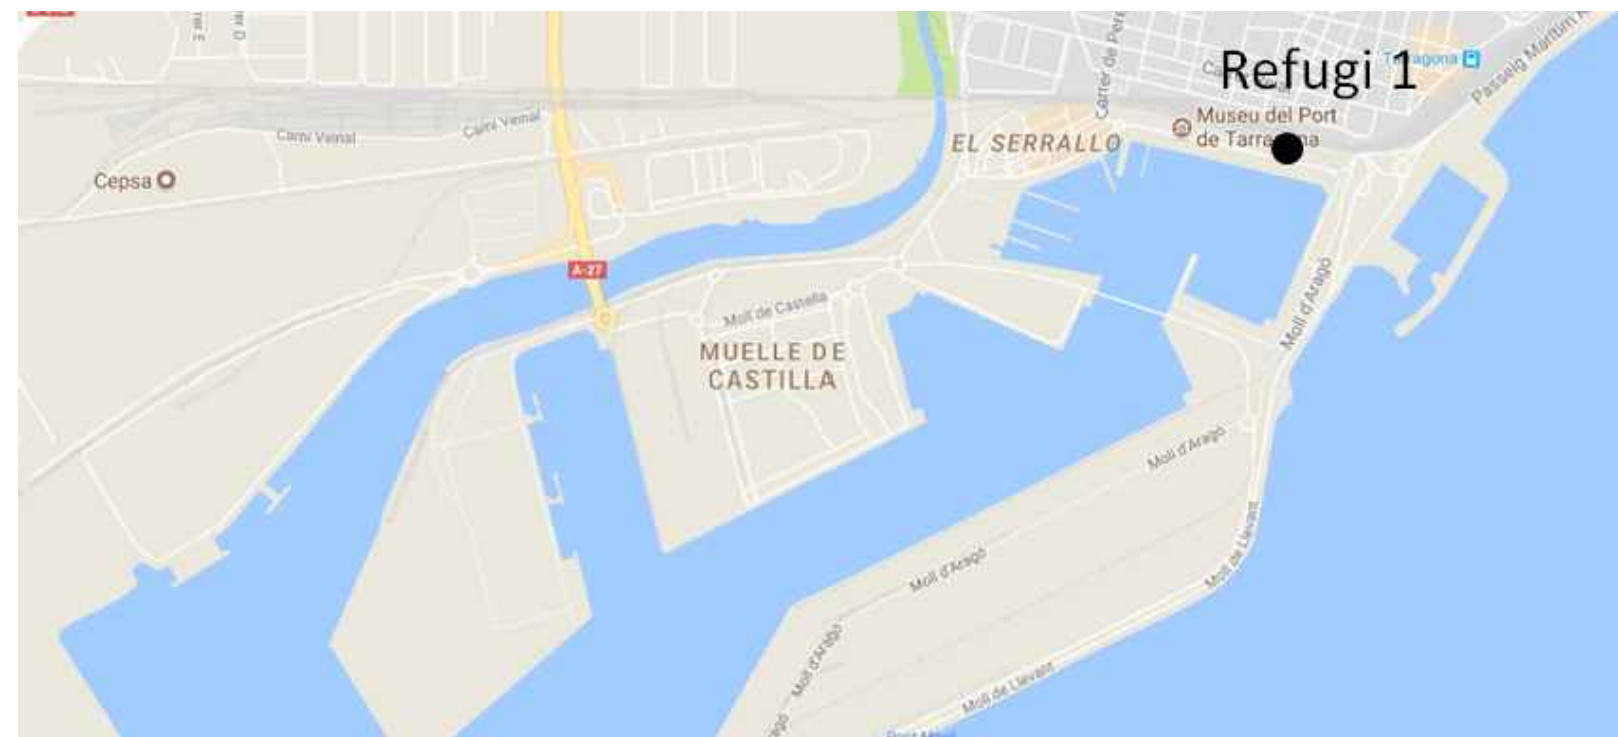 Refugi 1
Tarragona
Passeig Marítim
Carrer de Pere
Museu del Port
de Tarragona
EL SERRALLO
Camí Veïnal
Camí Veïnal
Cepsa
A-27
Moll de Castella
MUELLE DE
CASTILLA
Moll d'Aragó
Moll d'Aragó
Moll d'Aragó
Moll d'Aragó
Moll de Llevant
Moll de Llevant